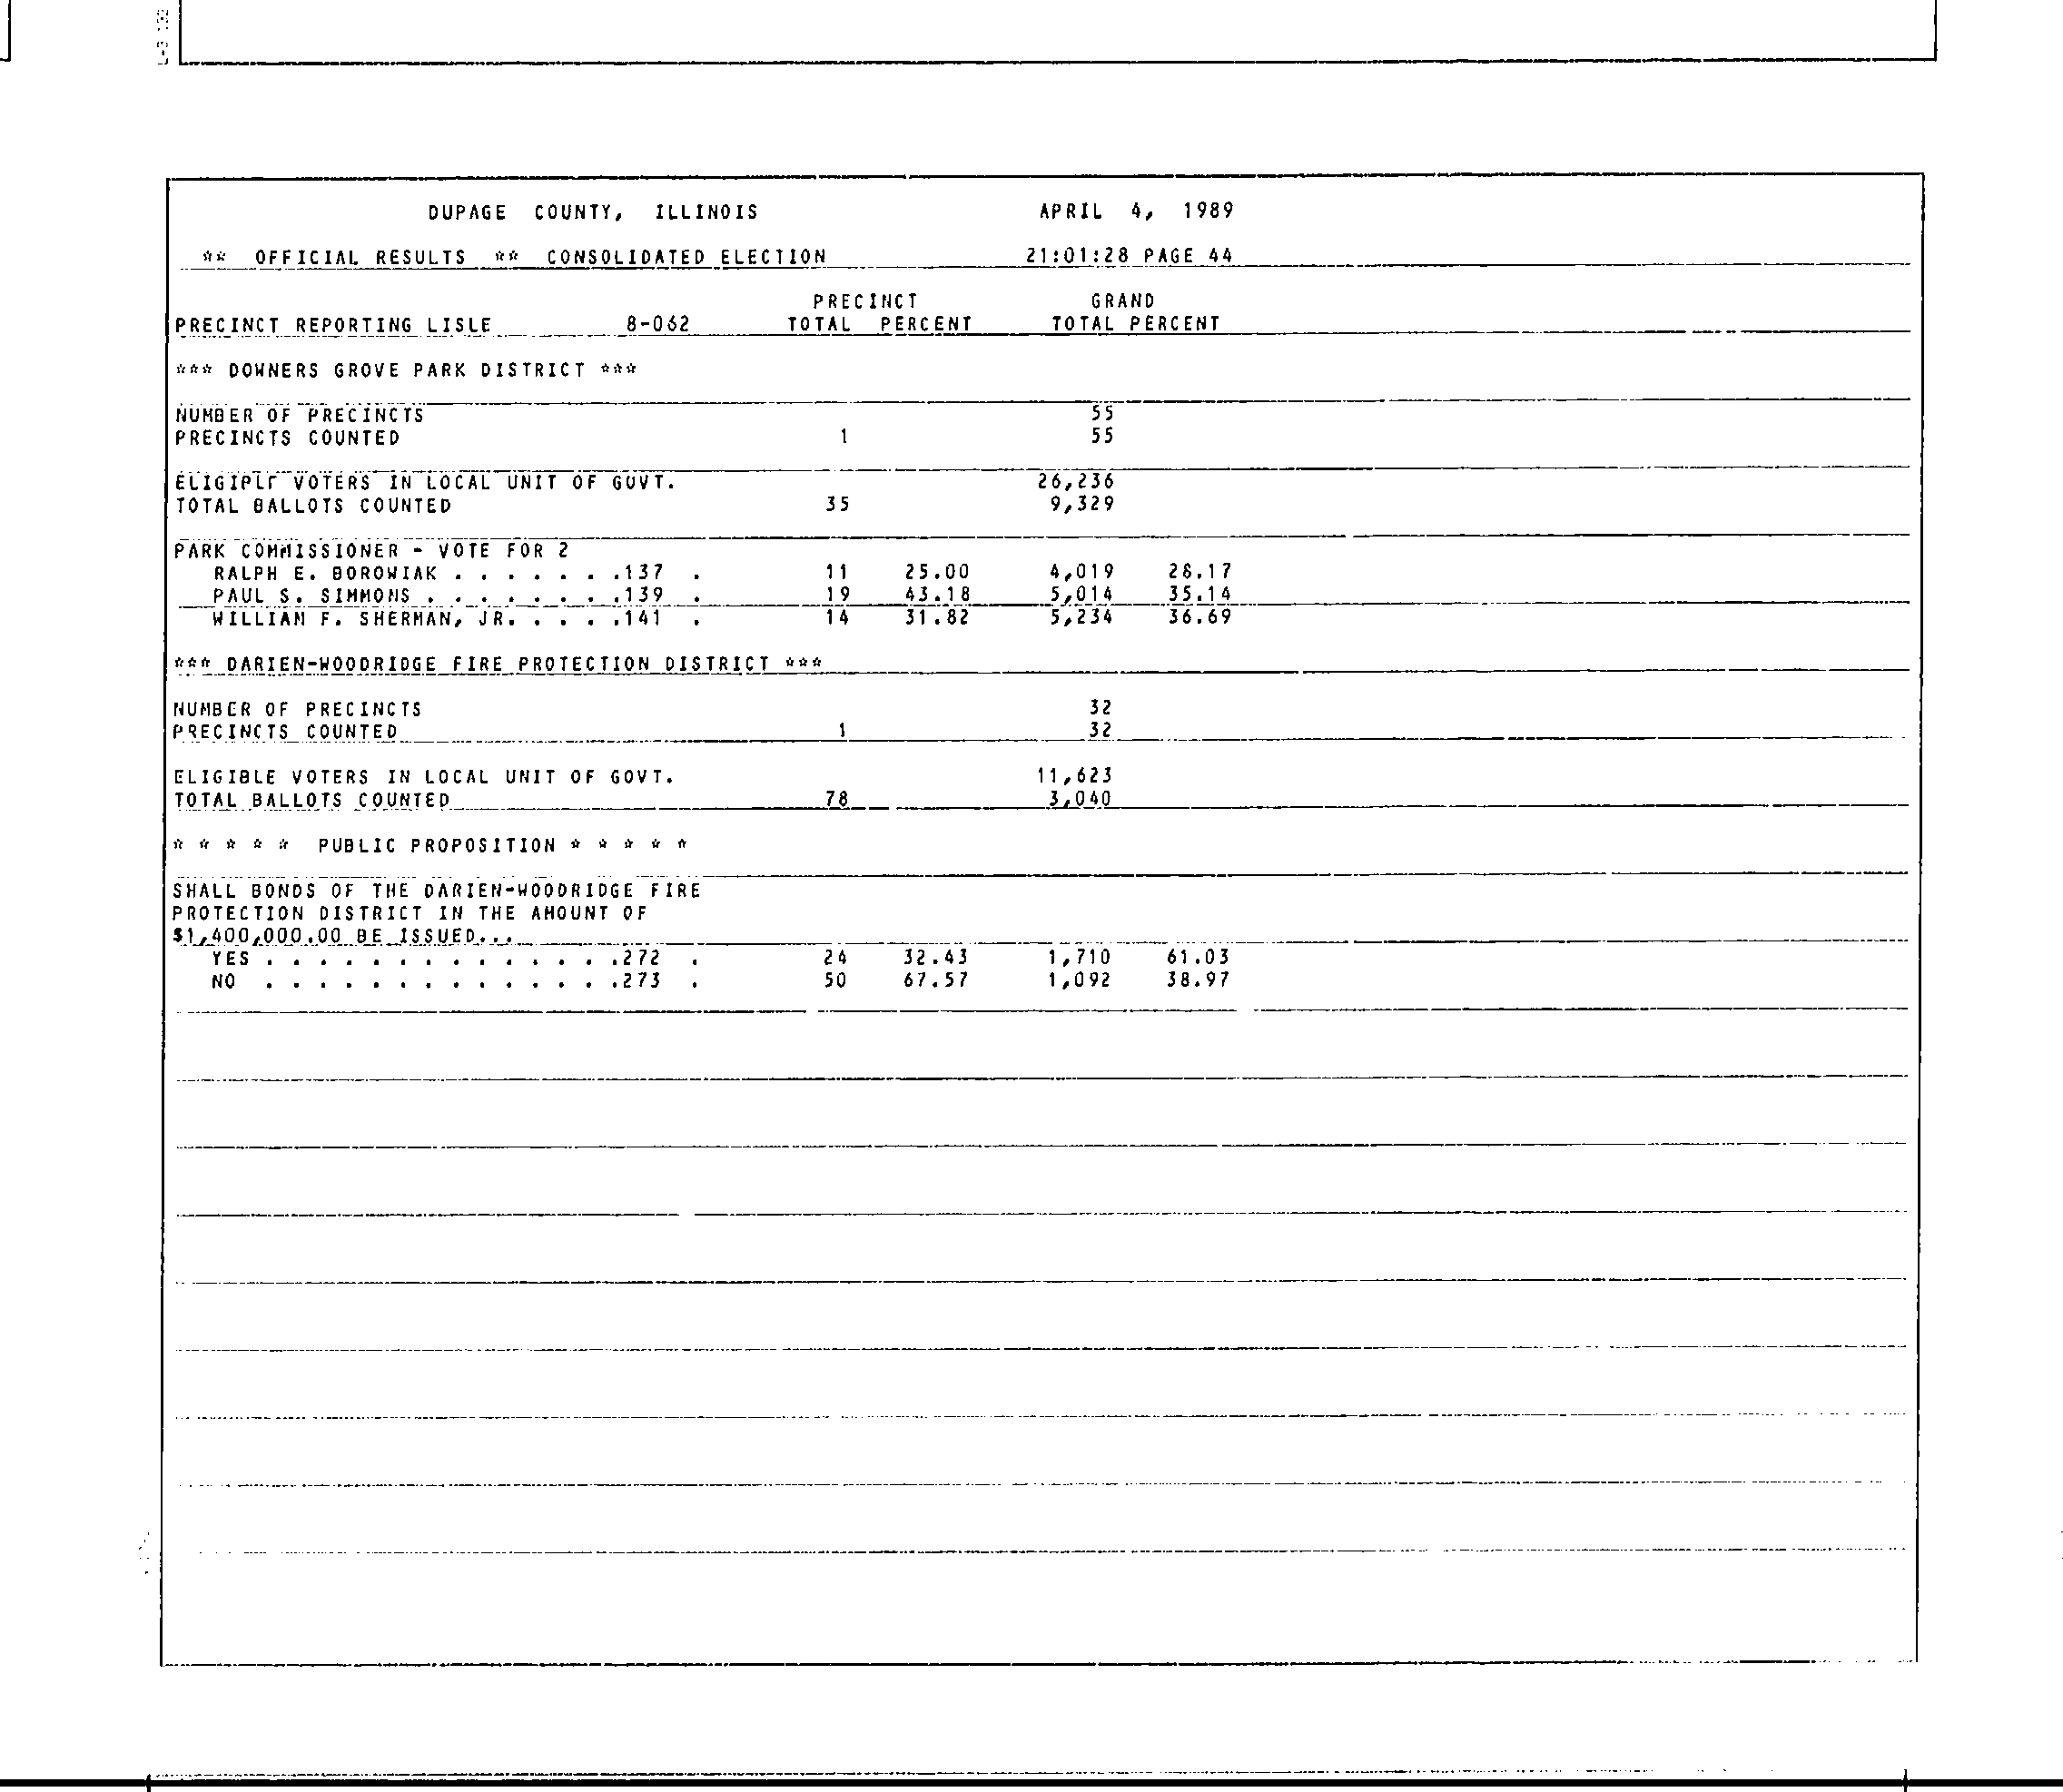 DUPAGE COUNTY, ILLINOIS APRIL 4, 1989
** OFFICIAL RESULTS ** CONSOLIDATED ELECTION 21:01:28 PAGE 44
PRECINCT GRAND
PRECINCT REPORTING LISLE 8-062 TOTAL PERCENT TOTAL PERCENT
*** DOWNERS GROVE PARK DISTRICT ***
NUMBER OF PRECINCTS 55
PRECINCTS COUNTED 1 55
ELIGIBLE VOTERS IN LOCAL UNIT OF GOVT. 26,236
TOTAL BALLOTS COUNTED 35 9,329
PARK COMMISSIONER - VOTE FOR 2
RALPH E. BOROWIAK . . . . . . .137 . 11 25.00 4,019 28.17
PAUL S. SIMMONS . . . . . . . .139 . 19 43.18 5,014 35.14
WILLIAM F. SHERMAN, JR. . . . .141 . 14 31.82 5,234 36.69
*** DARIEN-WOODRIDGE FIRE PROTECTION DISTRICT ***
NUMBER OF PRECINCTS 32
PRECINCTS COUNTED 1 32
ELIGIBLE VOTERS IN LOCAL UNIT OF GOVT. 11,623
TOTAL BALLOTS COUNTED 78 3,040
* * * * * PUBLIC PROPOSITION * * * * *
SHALL BONDS OF THE DARIEN-WOODRIDGE FIRE
PROTECTION DISTRICT IN THE AMOUNT OF
$1,400,000.00 BE ISSUED...
YES . . . . . . . . . . . . . .272 . 24 32.43 1,710 61.03
NO . . . . . . . . . . . . . .273 . 50 67.57 1,092 38.97